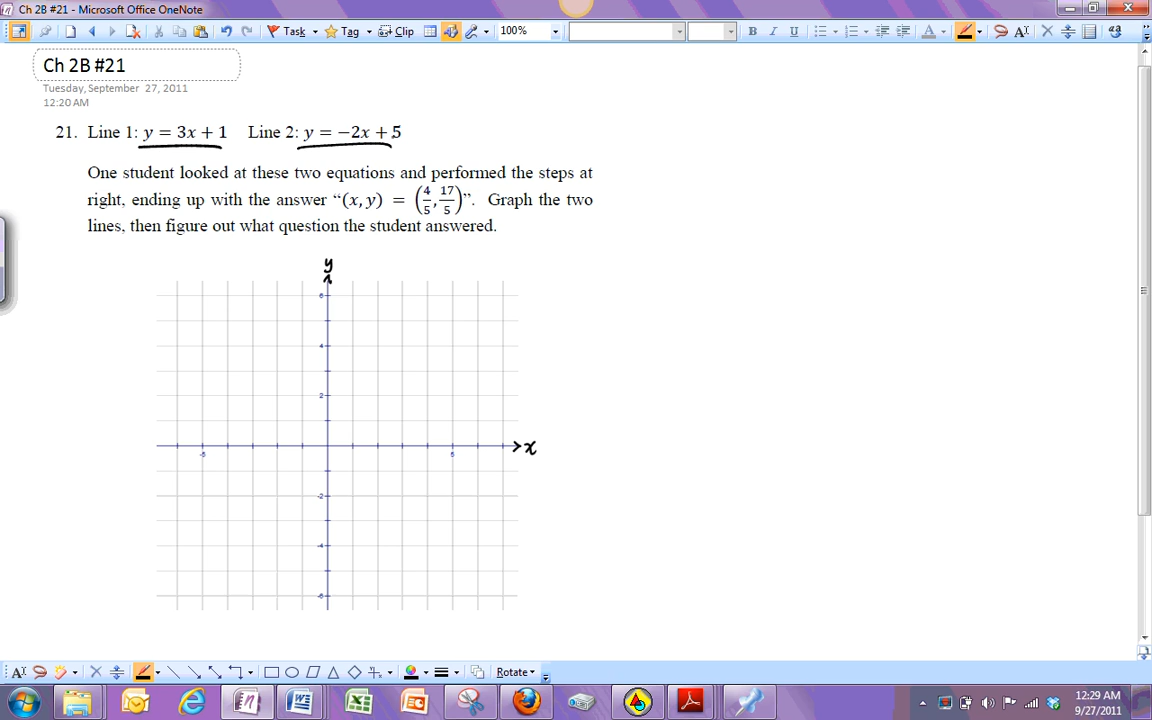 Ch 2B #21 - Microsoft Office OneNote
Task Tag Clip 100% B I U A
Ch 2B #21
Tuesday, September 27, 2011
12:20 AM
21. Line 1: y = 3x + 1 Line 2: y = −2x + 5
One student looked at these two equations and performed the steps at
right, ending up with the answer “(x, y) = (4/5, 17/5)”. Graph the two
lines, then figure out what question the student answered.
y
6
4
2
-5 5 x
-2
-4
-6
Rotate
12:29 AM
9/27/2011